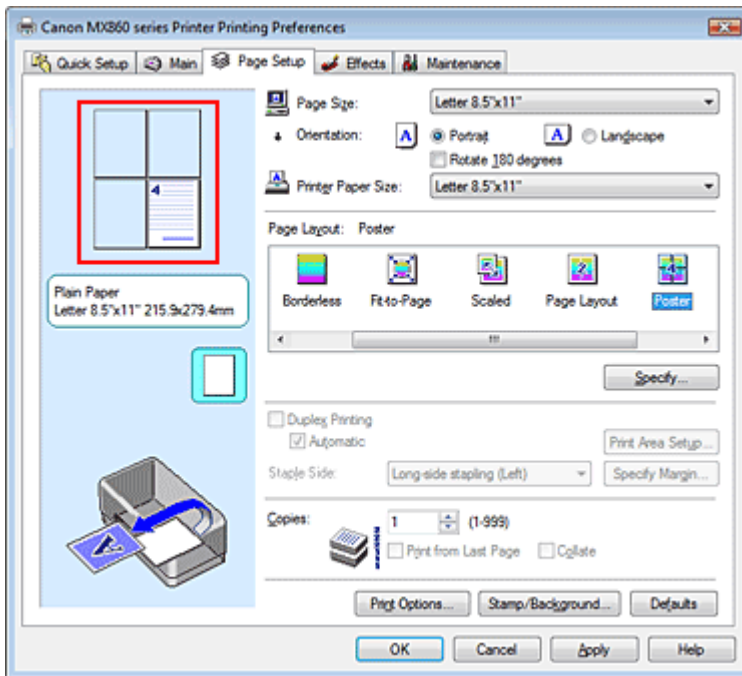 Canon MX860 series Printer Printing Preferences
Quick Setup Main Page Setup Effects Maintenance
Page Size: Letter 8.5"x11"
Orientation: A Portrait A Landscape
Rotate 180 degrees
Printer Paper Size: Letter 8.5"x11"
4
Page Layout: Poster
Plain Paper
Letter 8.5"x11" 215.9x279.4mm
2 4
Borderless Fit-to-Page Scaled Page Layout Poster
Specify...
Duplex Printing
Automatic Print Area Setup...
Staple Side: Long-side stapling (Left) Specify Margin...
Copies: 1 (1-999)
Print from Last Page Collate
A
Print Options... Stamp/Background... Defaults
OK Cancel Apply Help